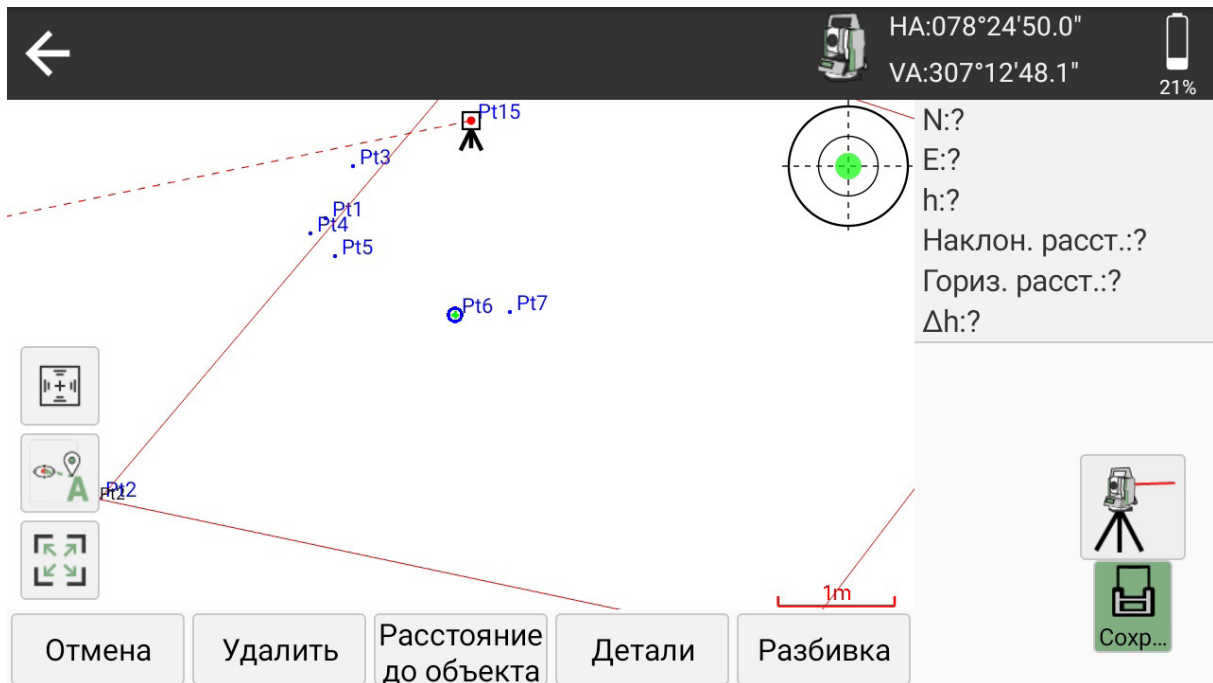 HA:078°24'50.0"
VA:307°12'48.1"
21%
Pt15
Pt3
Pt1
Pt4
Pt5
Pt6
Pt7
Pt2
Pt2
1m
N:?
E:?
h:?
Наклон. расст.:?
Гориз. расст.:?
Δh:?
A
Сохр...
Отмена
Удалить
Расстояние
до объекта
Детали
Разбивка